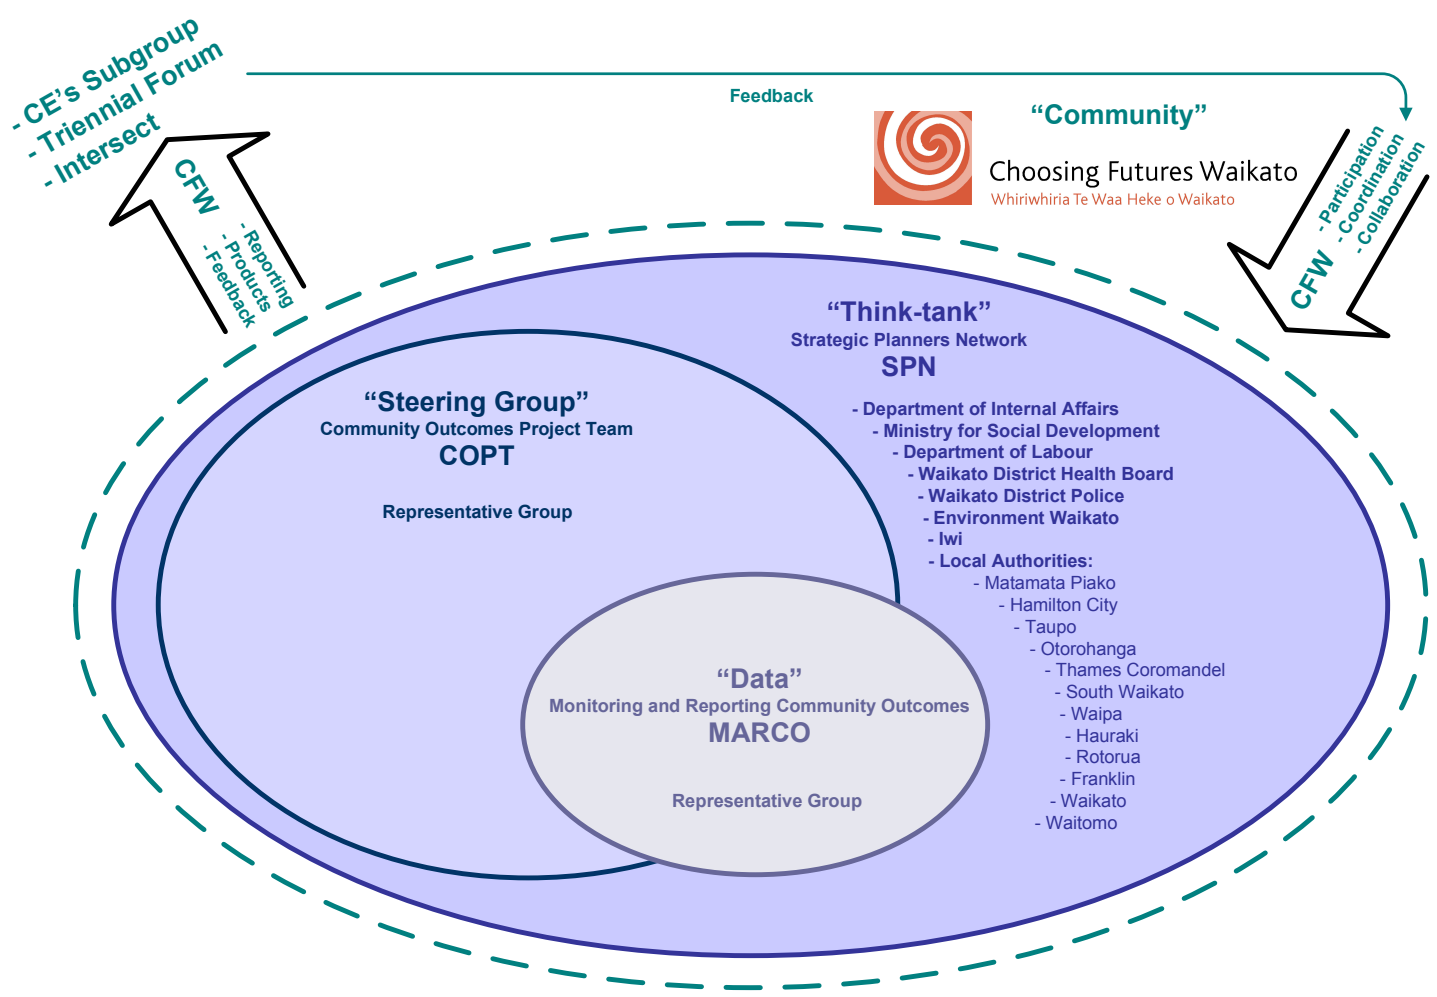 - CE’s Subgroup
- Triennial Forum
- Intersect
Feedback
“Community”
Choosing Futures Waikato
Whiriwhiria Te Waa Heke o Waikato
CFW
- Reporting
- Products
- Feedback
- Participation
- Coordination
- Collaboration
CFW
“Think-tank”
Strategic Planners Network
SPN
- Department of Internal Affairs
- Ministry for Social Development
- Department of Labour
- Waikato District Health Board
- Waikato District Police
- Environment Waikato
- Iwi
- Local Authorities:
- Matamata Piako
- Hamilton City
- Taupo
- Otorohanga
- Thames Coromandel
- South Waikato
- Waipa
- Hauraki
- Rotorua
- Franklin
- Waikato
- Waitomo
“Steering Group”
Community Outcomes Project Team
COPT
Representative Group
“Data”
Monitoring and Reporting Community Outcomes
MARCO
Representative Group